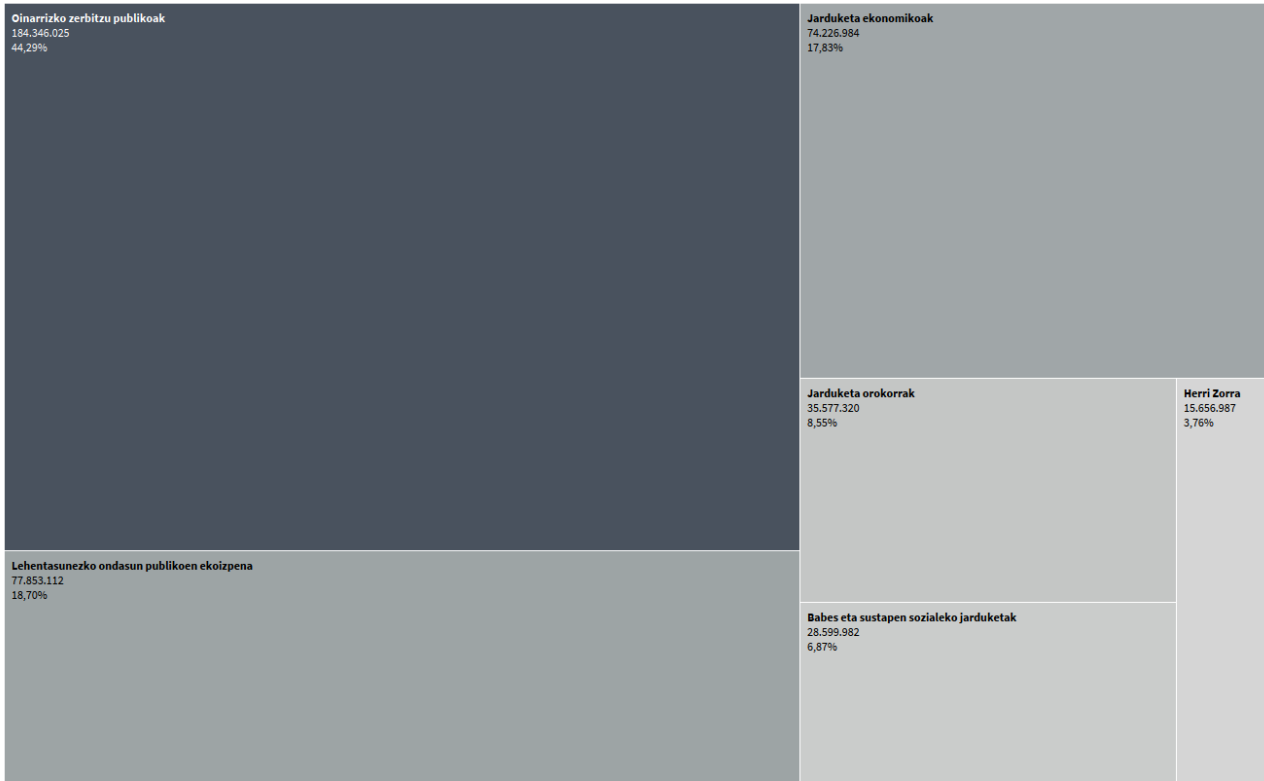 Oinarrizko zerbitzu publikoak
184.346.025
44,29%
Lehentasunezko ondasun publikoen ekoizpena
77.853.112
18,70%
Jarduketa ekonomikoak
74.226.984
17,83%
Jarduketa orokorrak
35.577.320
8,55%
Babes eta sustapen sozialeko jarduketak
28.599.982
6,87%
Herri Zorra
15.656.987
3,76%